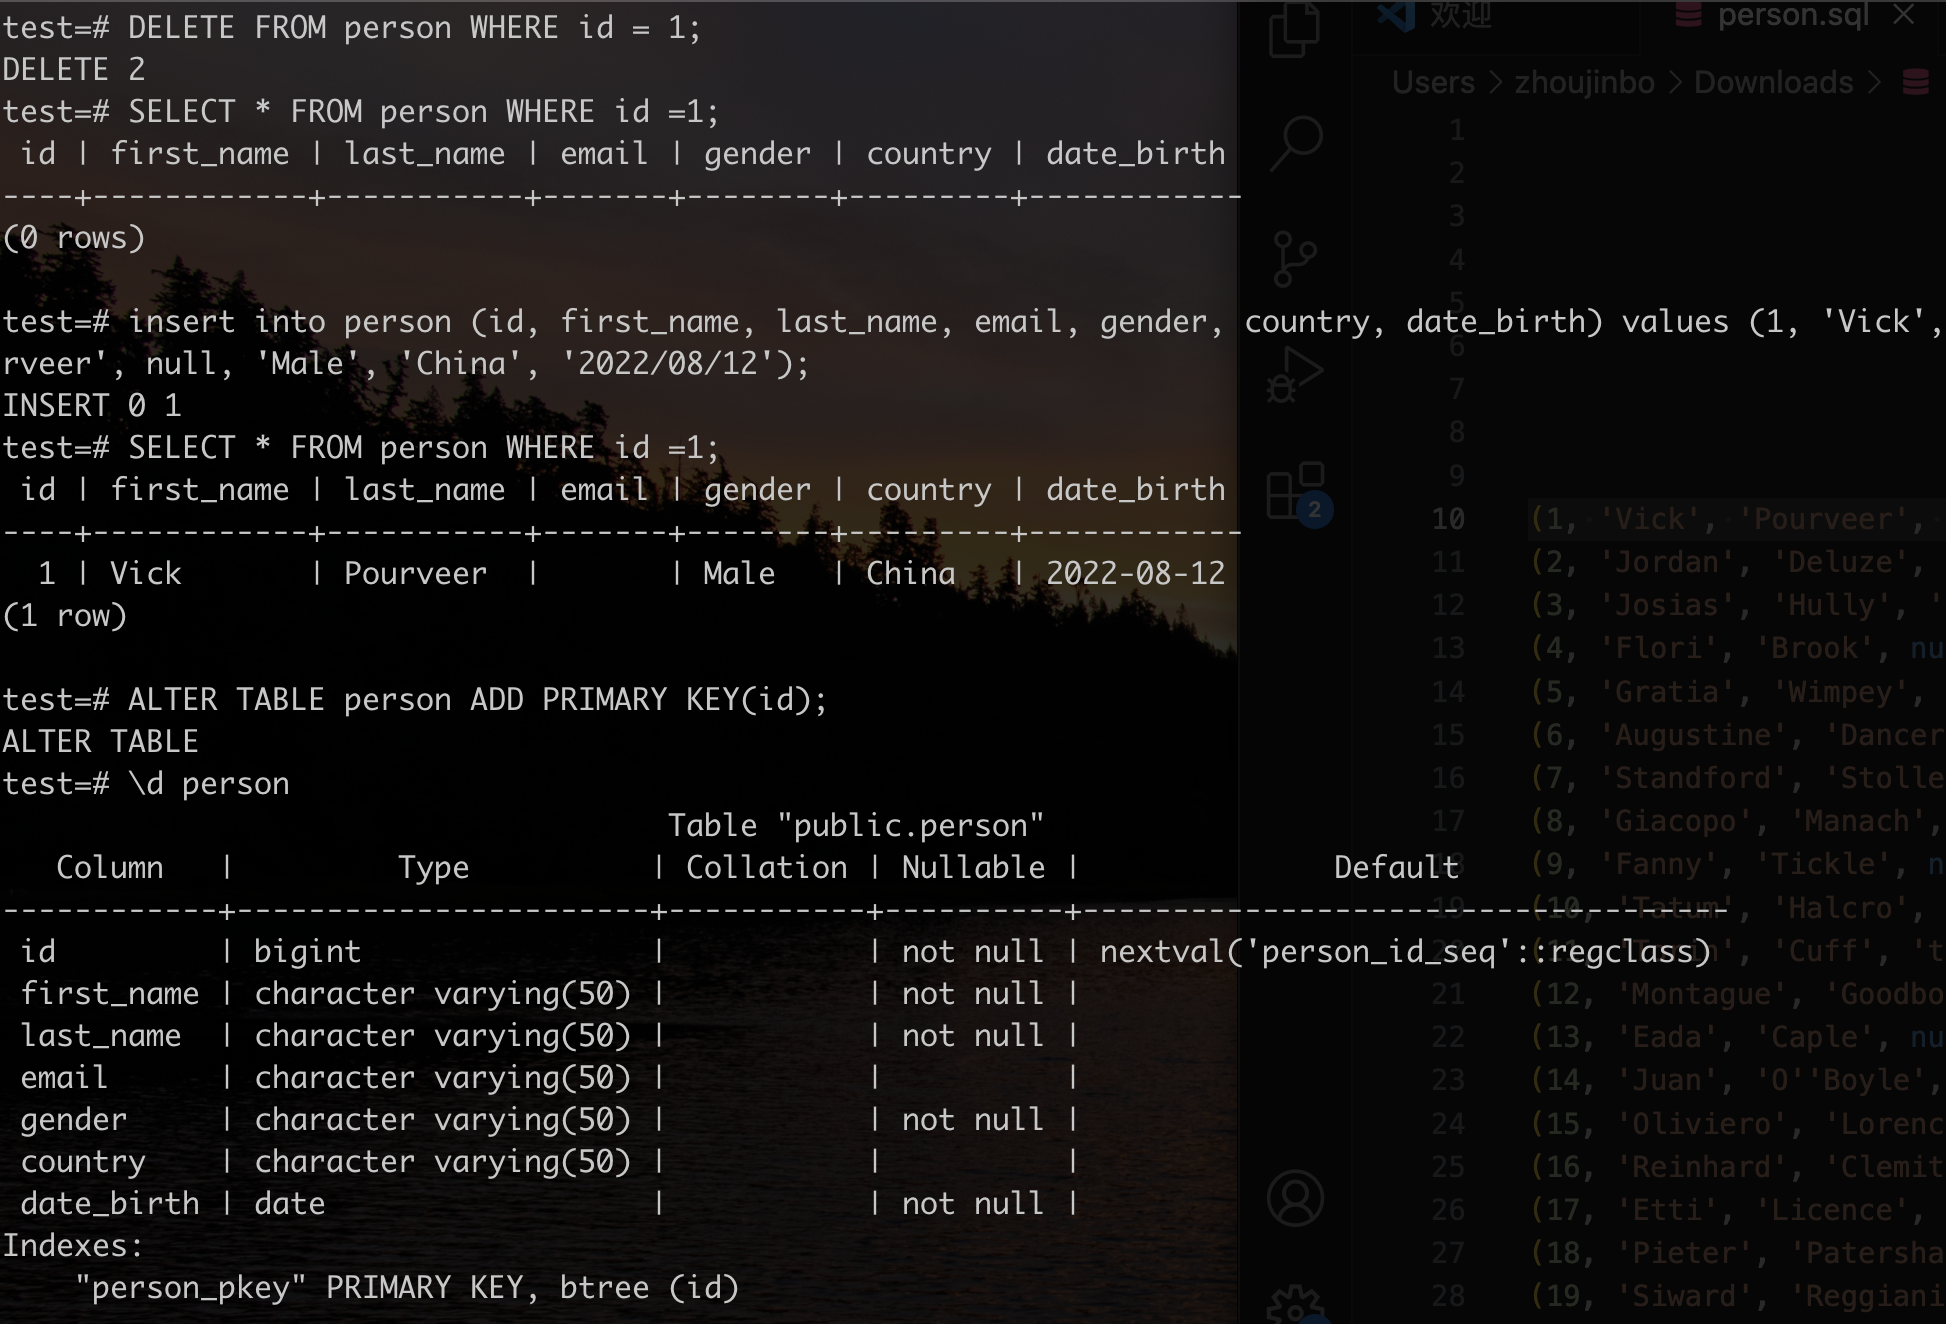 test=# DELETE FROM person WHERE id = 1;
DELETE 2
test=# SELECT * FROM person WHERE id =1;
 id | first_name | last_name | email | gender | country | date_birth
----+------------+-----------+-------+--------+---------+------------
(0 rows)

test=# insert into person (id, first_name, last_name, email, gender, country, date_birth) values (1, 'Vick',
rveer', null, 'Male', 'China', '2022/08/12');
INSERT 0 1
test=# SELECT * FROM person WHERE id =1;
 id | first_name | last_name | email | gender | country | date_birth
----+------------+-----------+-------+--------+---------+------------
  1 | Vick       | Pourveer  |       | Male   | China   | 2022-08-12
(1 row)

test=# ALTER TABLE person ADD PRIMARY KEY(id);
ALTER TABLE
test=# \d person
                                     Table "public.person"
   Column   |         Type          | Collation | Nullable |              Default
------------+-----------------------+-----------+----------+------------------------------------
 id         | bigint                |           | not null | nextval('person_id_seq'::regclass)
 first_name | character varying(50) |           | not null |
 last_name  | character varying(50) |           | not null |
 email      | character varying(50) |           |          |
 gender     | character varying(50) |           | not null |
 country    | character varying(50) |           |          |
 date_birth | date                  |           | not null |
Indexes:
    "person_pkey" PRIMARY KEY, btree (id)
欢迎 person.sql
Users > zhoujinbo > Downloads >
1
2
3
4
5
6
7
8
9
2
10 (1, 'Vick', 'Pourveer',
11 (2, 'Jordan', 'Deluze',
12 (3, 'Josias', 'Hully', '
13 (4, 'Flori', 'Brook', nu
14 (5, 'Gratia', 'Wimpey',
15 (6, 'Augustine', 'Dancer
16 (7, 'Standford', 'Stolle
17 (8, 'Giacopo', 'Manach',
18 (9, 'Fanny', 'Tickle', n
19 (10, 'Tatum', 'Halcro',
20 (11, 'Cuff', 't
21 (12, 'Montague', 'Goodbo
22 (13, 'Eada', 'Caple', nu
23 (14, 'Juan', 'O''Boyle',
24 (15, 'Oliviero', 'Lorenc
25 (16, 'Reinhard', 'Clemit
26 (17, 'Etti', 'Licence',
27 (18, 'Pieter', 'Patersha
28 (19, 'Siward', 'Reggiani